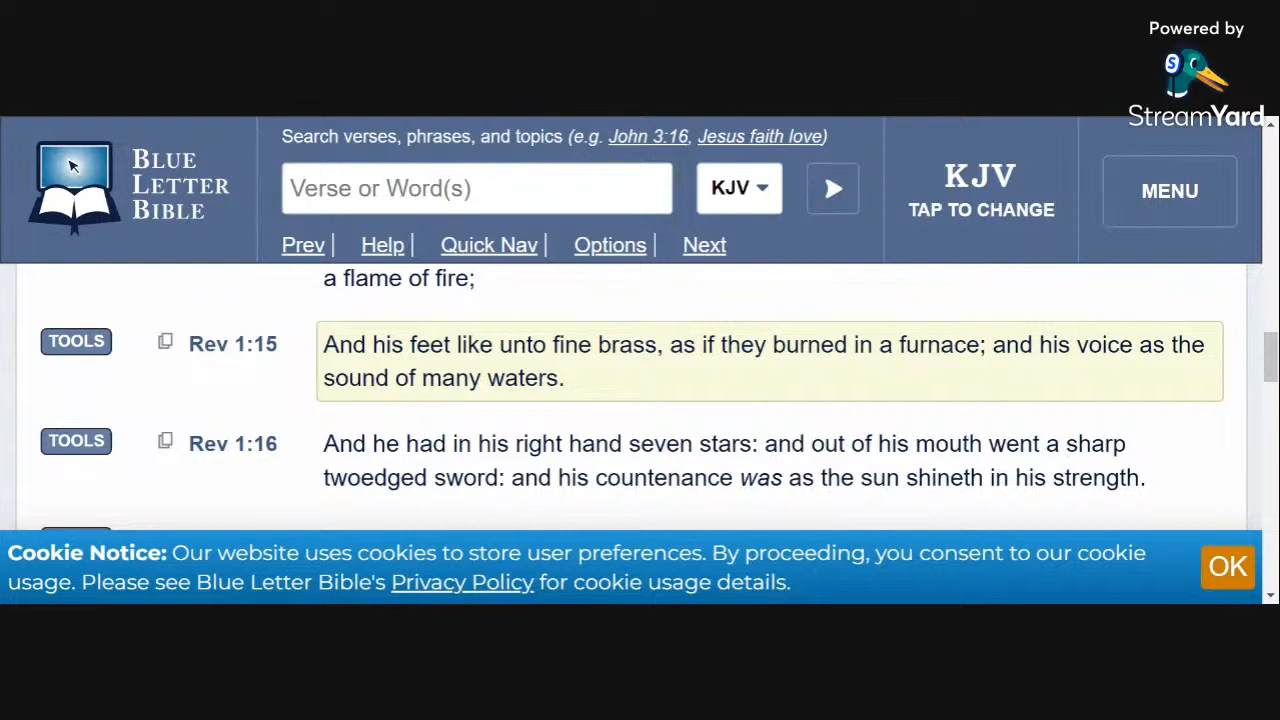 Powered by
StreamYard
Search verses, phrases, and topics (e.g. John 3:16, Jesus faith love)
BLUE
LETTER
BIBLE
Verse or Word(s)
KJV
KJV
TAP TO CHANGE
MENU
Prev | Help | Quick Nav | Options | Next
a flame of fire;
TOOLS Rev 1:15 And his feet like unto fine brass, as if they burned in a furnace; and his voice as the
sound of many waters.
TOOLS Rev 1:16 And he had in his right hand seven stars: and out of his mouth went a sharp
twoedged sword: and his countenance was as the sun shineth in his strength.
Cookie Notice: Our website uses cookies to store user preferences. By proceeding, you consent to our cookie
usage. Please see Blue Letter Bible's Privacy Policy for cookie usage details.
OK